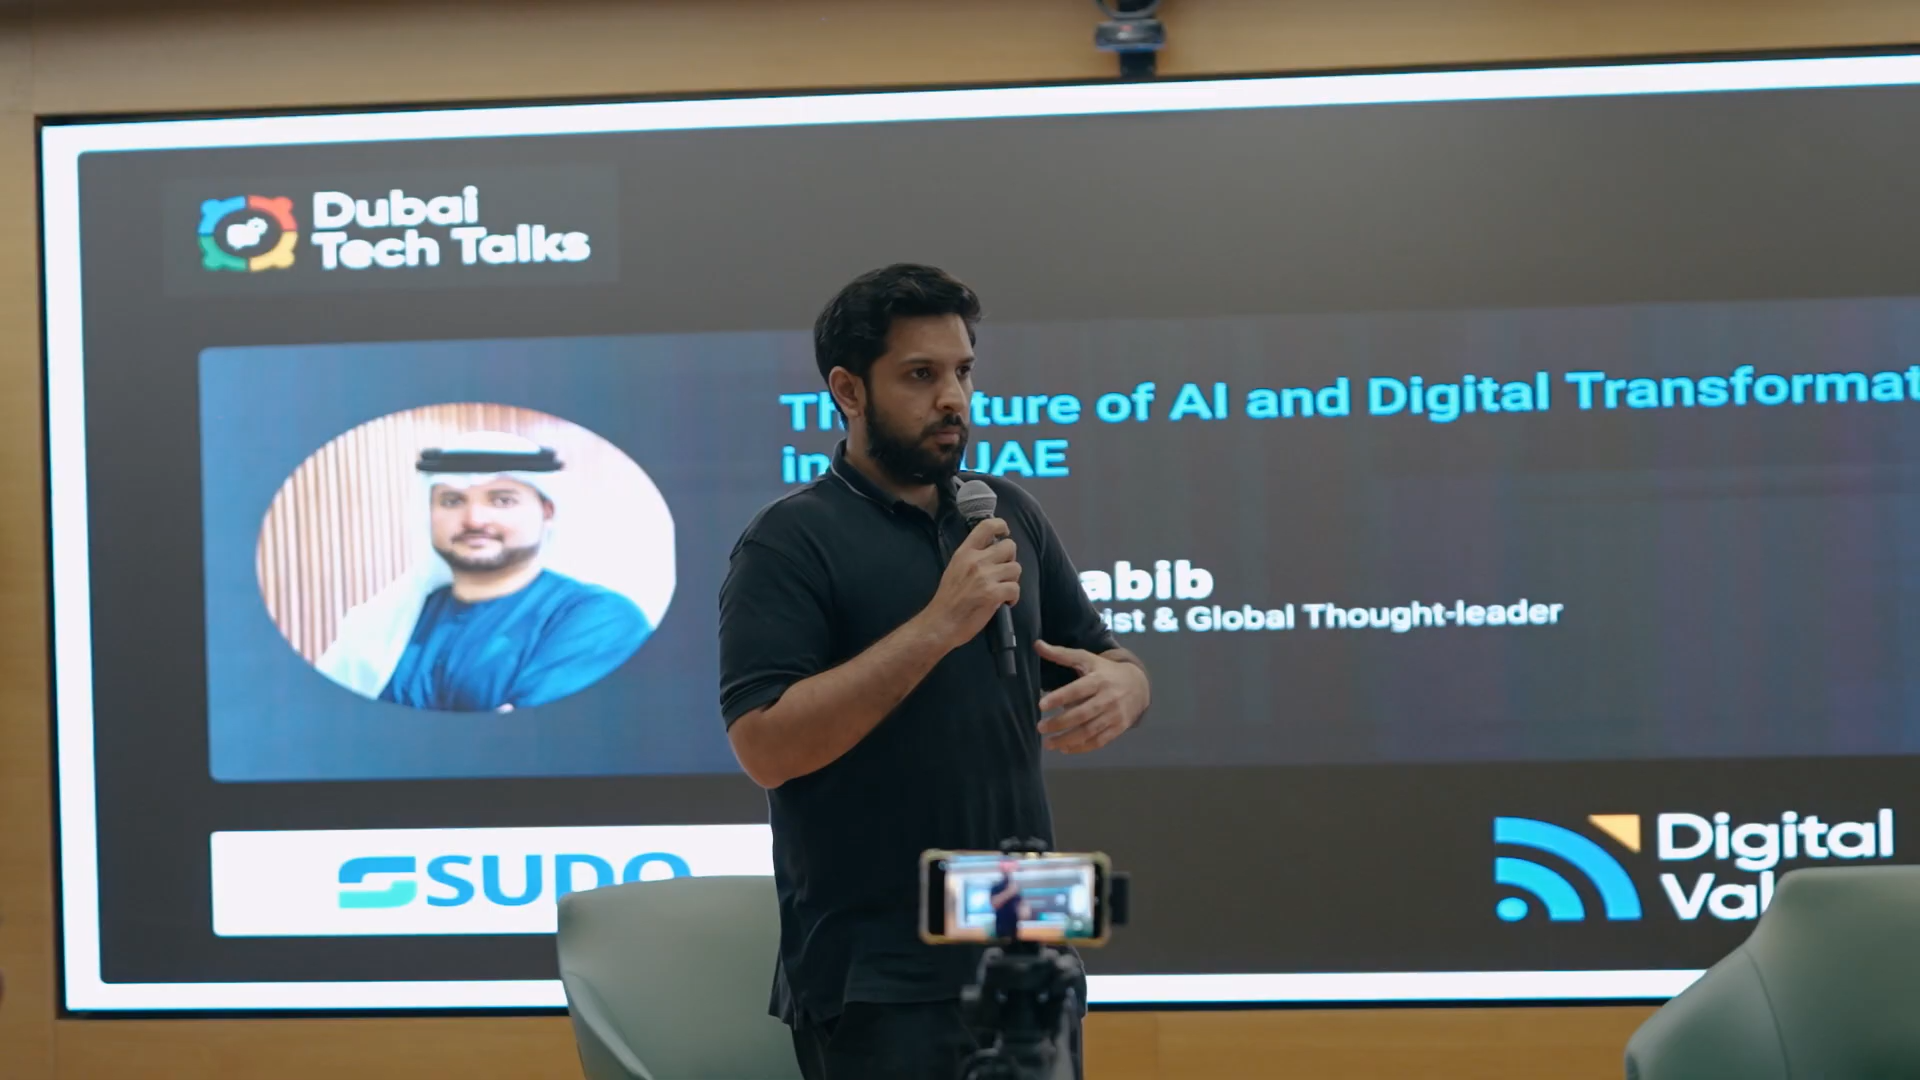 Dubai
Tech Talks
Th ture of AI and Digital Transformat
in UAE
abib
ist & Global Thought-leader
SUDO
Digital
Val